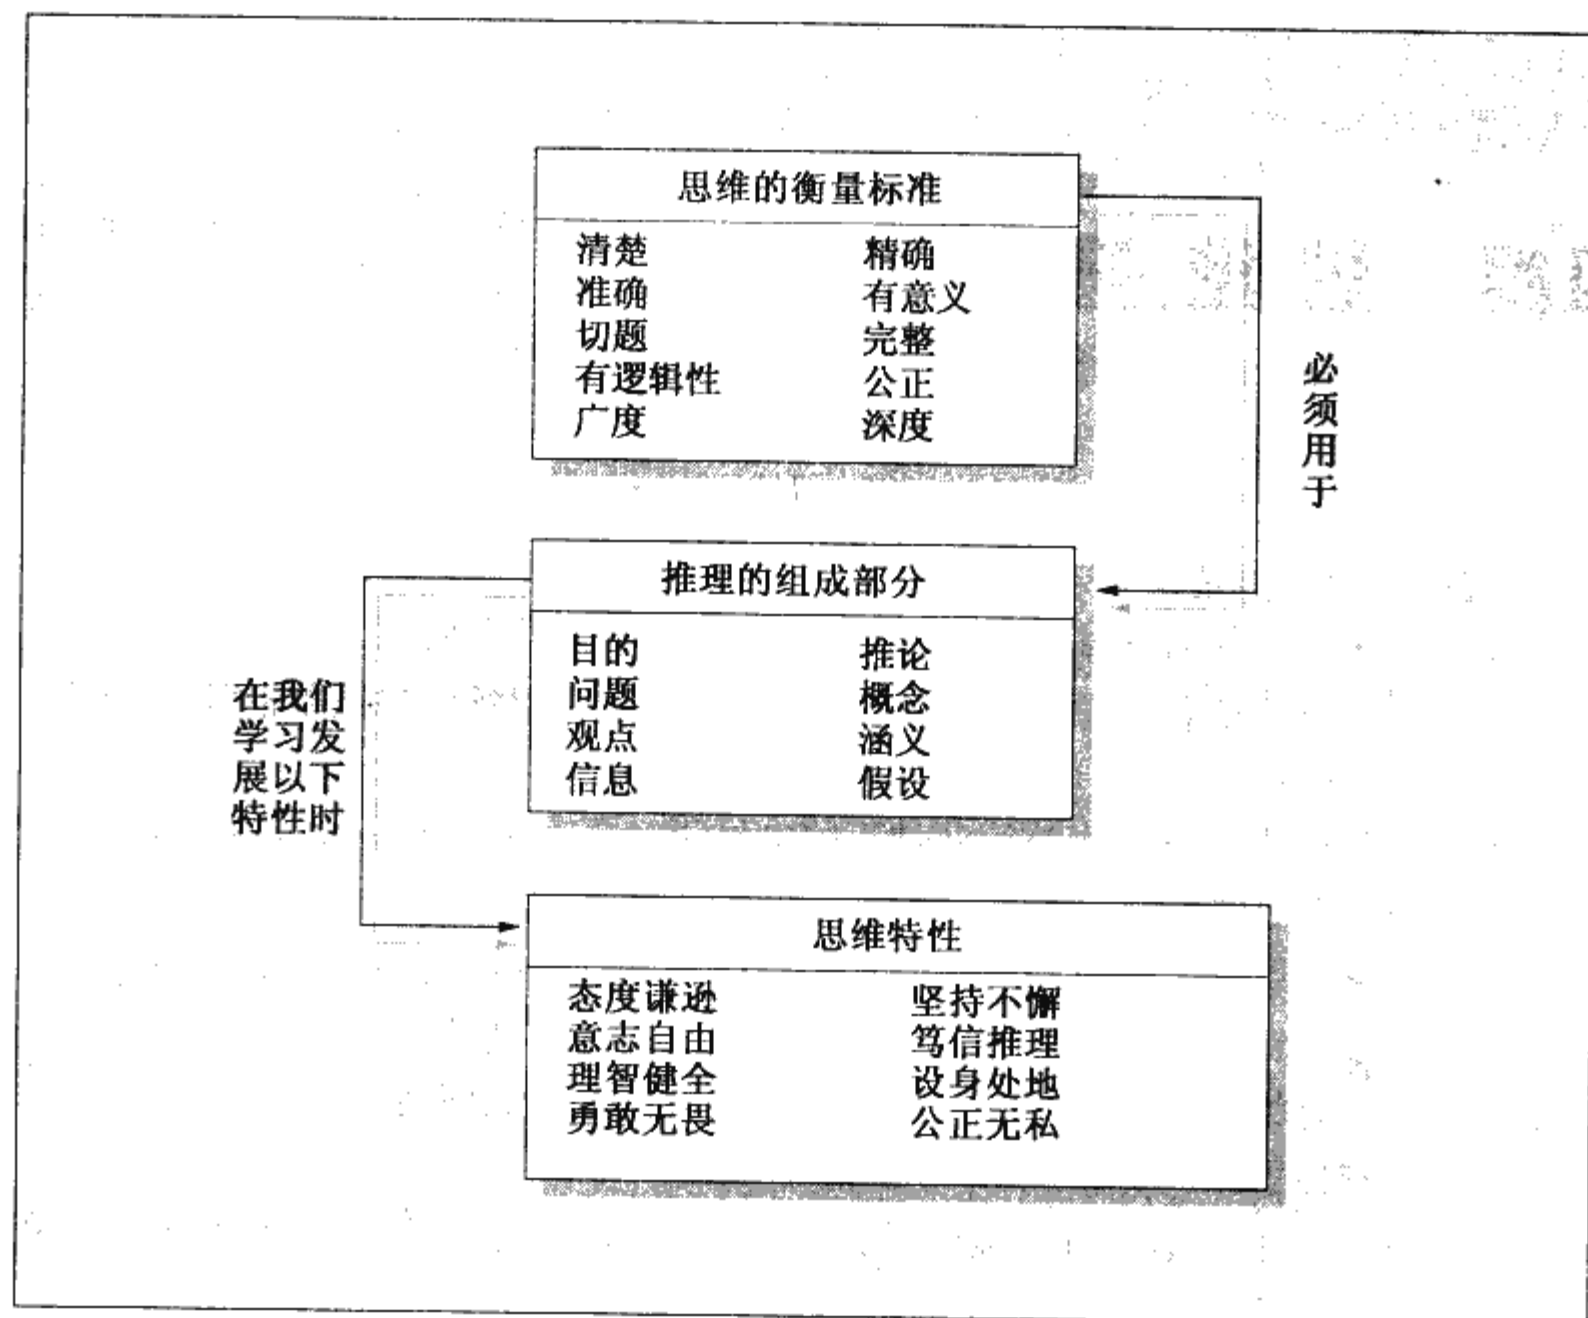 思维的衡量标准
清楚 精确
准确 有意义
切题 完整
有逻辑性 公正
广度 深度
必须用于
推理的组成部分
目的 推论
问题 概念
观点 涵义
信息 假设
在我们
学习发
展以下
特性时
思维特性
态度谦逊 坚持不懈
意志自由 笃信推理
理智健全 设身处地
勇敢无畏 公正无私